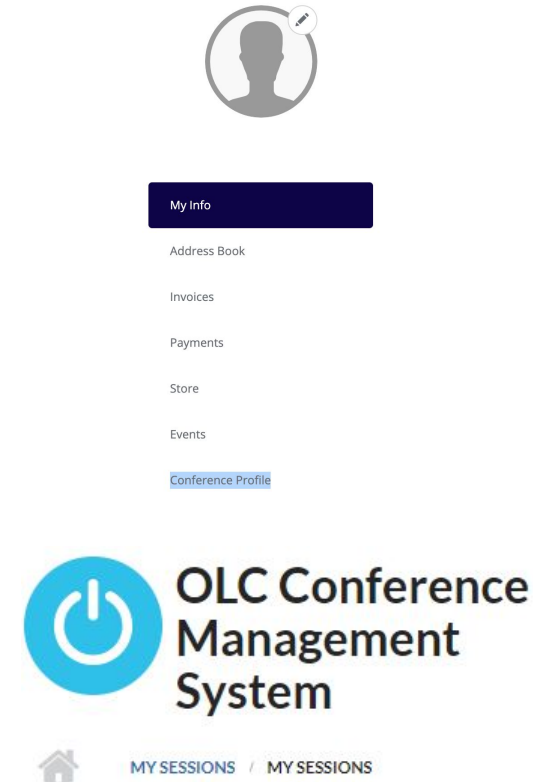 My Info
Address Book
Invoices
Payments
Store
Events
Conference Profile
OLC Conference
Management
System
MY SESSIONS / MY SESSIONS